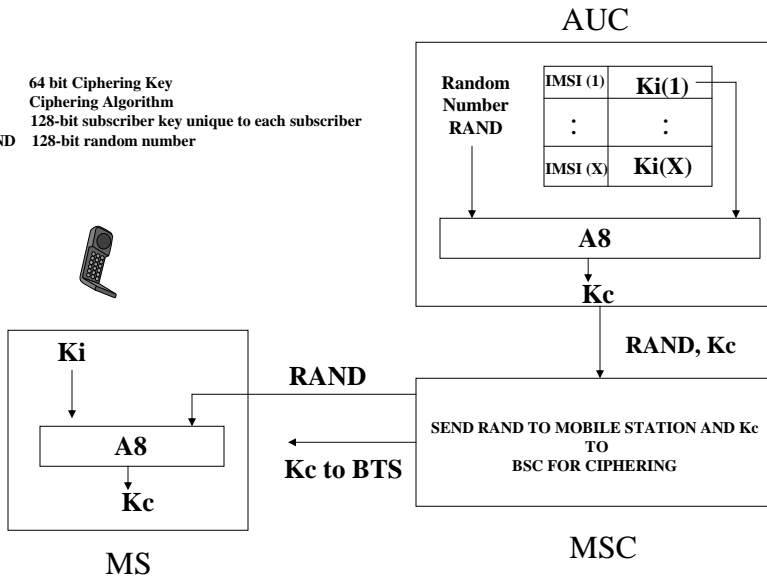 AUC
64 bit Ciphering Key
Ciphering Algorithm
128-bit subscriber key unique to each subscriber
ND 128-bit random number
Random
Number
RAND
IMSI (1) Ki(1)
: :
IMSI (X) Ki(X)
A8
Kc
RAND, Kc
Ki
A8
Kc
MS
RAND
Kc to BTS
SEND RAND TO MOBILE STATION AND Kc
TO
BSC FOR CIPHERING
MSC